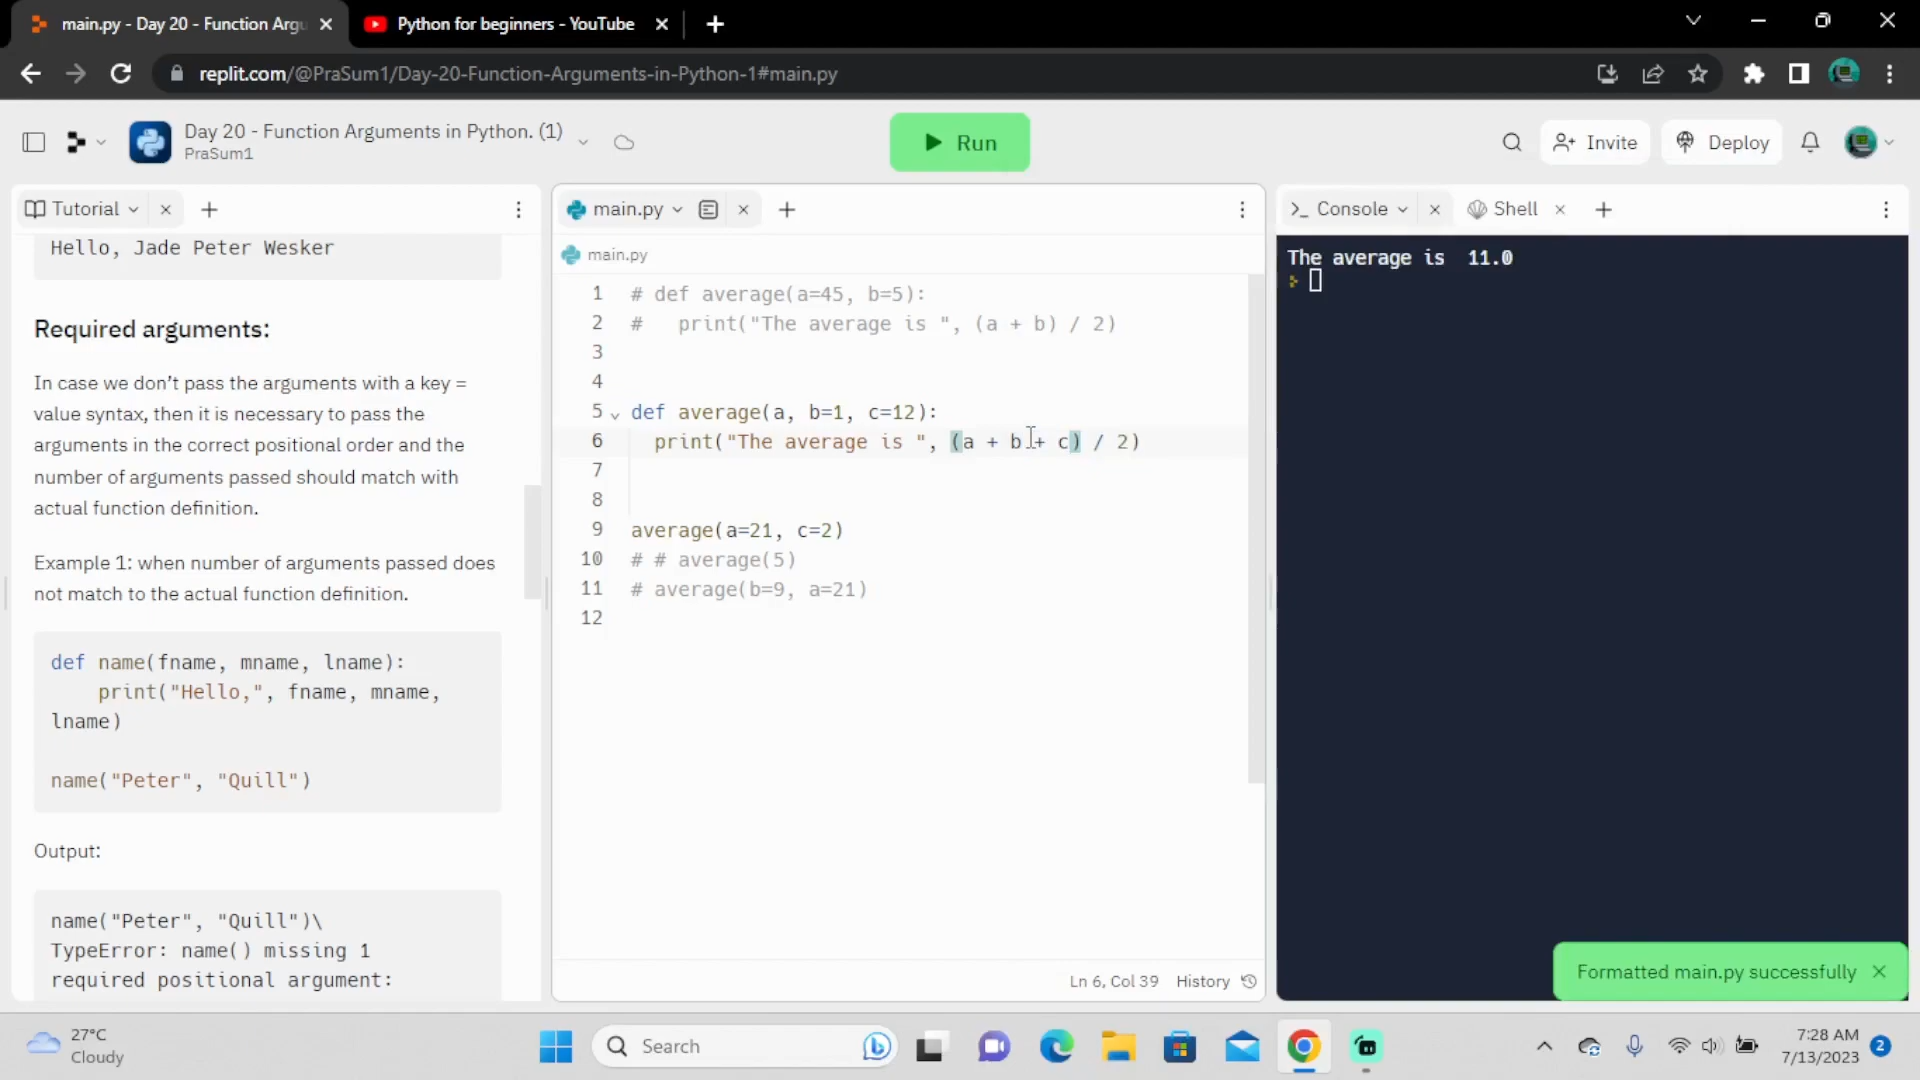 main.py - Day 20 - Function Argu
Python for beginners - YouTube
replit.com/@PraSum1/Day-20-Function-Arguments-in-Python-1#main.py
Day 20 - Function Arguments in Python. (1)
PraSum1
Run
Invite
Deploy
Tutorial
Hello, Jade Peter Wesker
Required arguments:
In case we don’t pass the arguments with a key =
value syntax, then it is necessary to pass the
arguments in the correct positional order and the
number of arguments passed should match with
actual function definition.
Example 1: when number of arguments passed does
not match to the actual function definition.
def name(fname, mname, lname):
print("Hello,", fname, mname,
lname)
name("Peter", "Quill")
Output:
name("Peter", "Quill")\
TypeError: name() missing 1
required positional argument:
main.py
main.py
1 # def average(a=45, b=5):
2 #   print("The average is ", (a + b) / 2)
3
4
5 def average(a, b=1, c=12):
6   print("The average is ", (a + b + c) / 2)
7
8
9 average(a=21, c=2)
10 # # average(5)
11 # average(b=9, a=21)
12
Ln 6, Col 39 History
Console
Shell
The average is  11.0
Formatted main.py successfully
27°C
Cloudy
Search
7:28 AM
7/13/2023
2